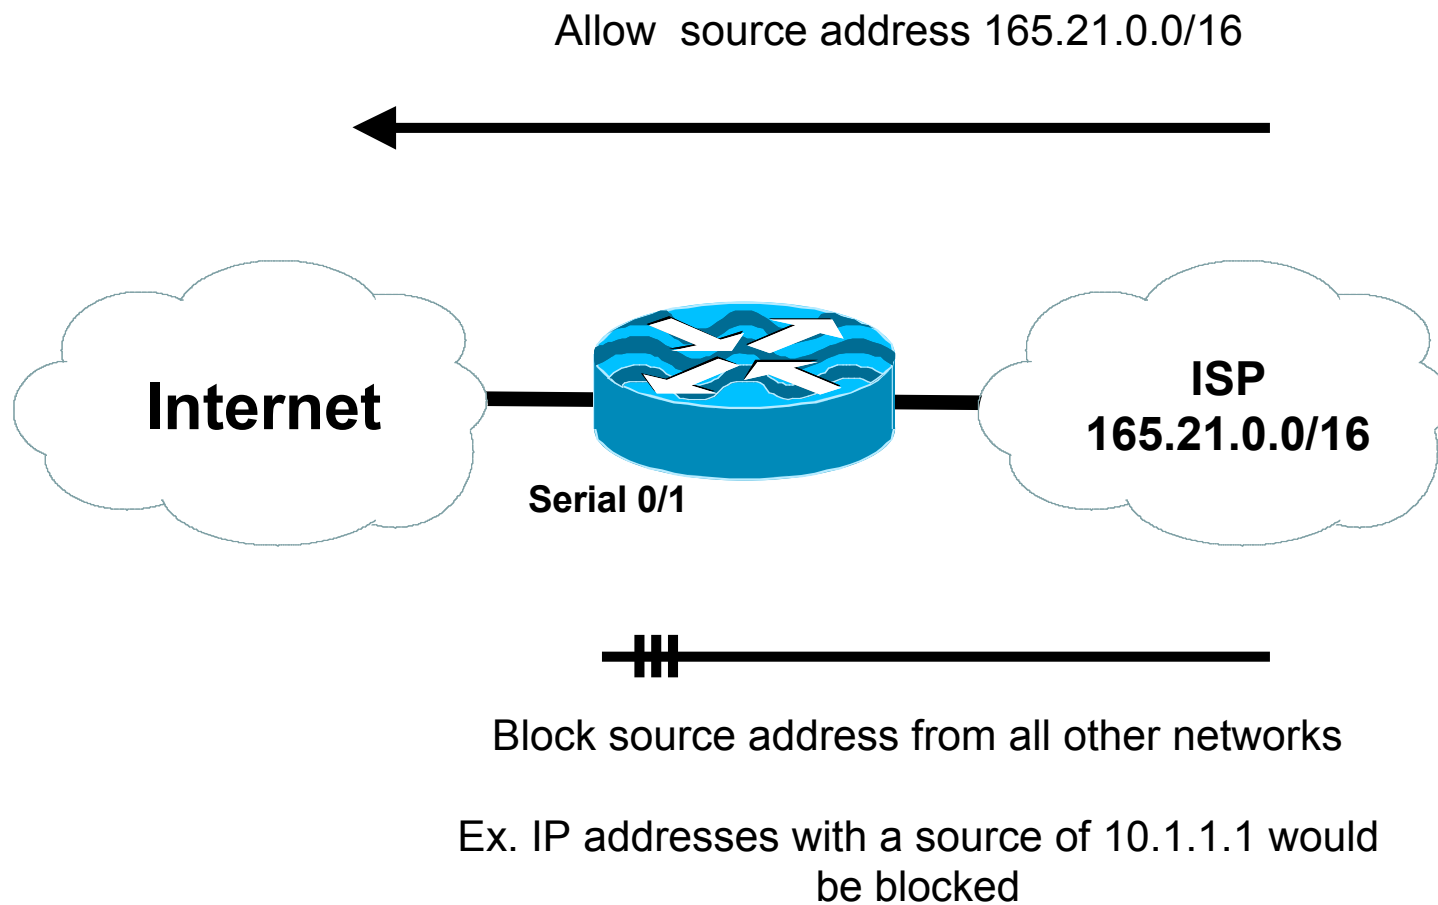 Allow  source address 165.21.0.0/16
Internet
ISP
165.21.0.0/16
Serial 0/1
Block source address from all other networks
Ex. IP addresses with a source of 10.1.1.1 would
be blocked